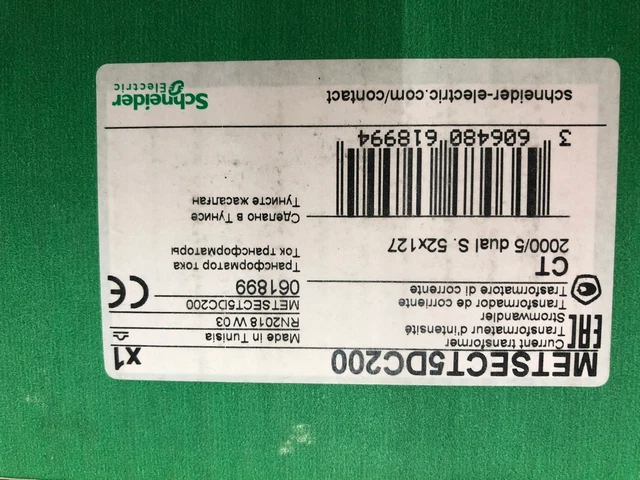 METSECT5DC200
x1
Current transformer
Transformateur d'intensité
Stromwandler
Transformador de corriente
Trasformatore di corrente
Made in Tunisia
RN2018 W 03
METSECT5DC200
061899
EAC
CE
CT
2000/5 dual S. 52x127
Трансформатор тока
Ток трансформаторы
Сделано в Тунисе
Тунисте жасалған
3 606480 618994
schneider-electric.com/contact
Schneider
Electric